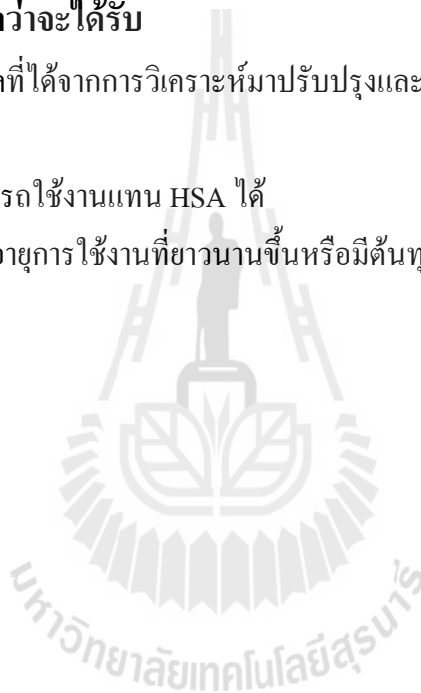 ว่าจะได้รับ
ที่ได้จากการวิเคราะห์มาปรับปรุงและ
รถใช้งานแทน HSA ได้
อายุการใช้งานที่ยาวนานขึ้นหรือมีต้นทุ
มหาวิทยาลัยเทคโนโลยีสุรนารี